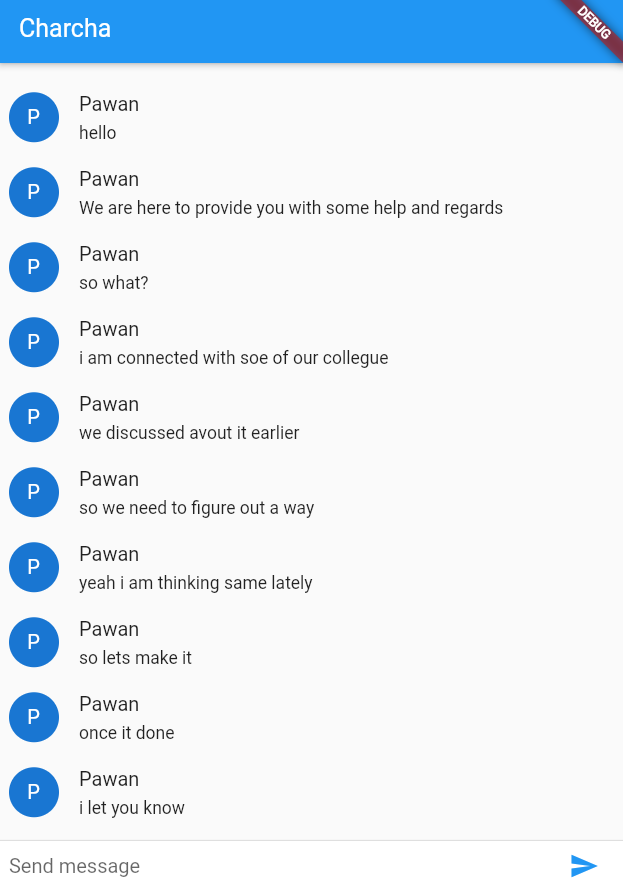 Charcha
DEBUG
P
Pawan
hello
P
Pawan
We are here to provide you with some help and regards
P
Pawan
so what?
P
Pawan
i am connected with soe of our collegue
P
Pawan
we discussed avout it earlier
P
Pawan
so we need to figure out a way
P
Pawan
yeah i am thinking same lately
P
Pawan
so lets make it
P
Pawan
once it done
P
Pawan
i let you know
Send message